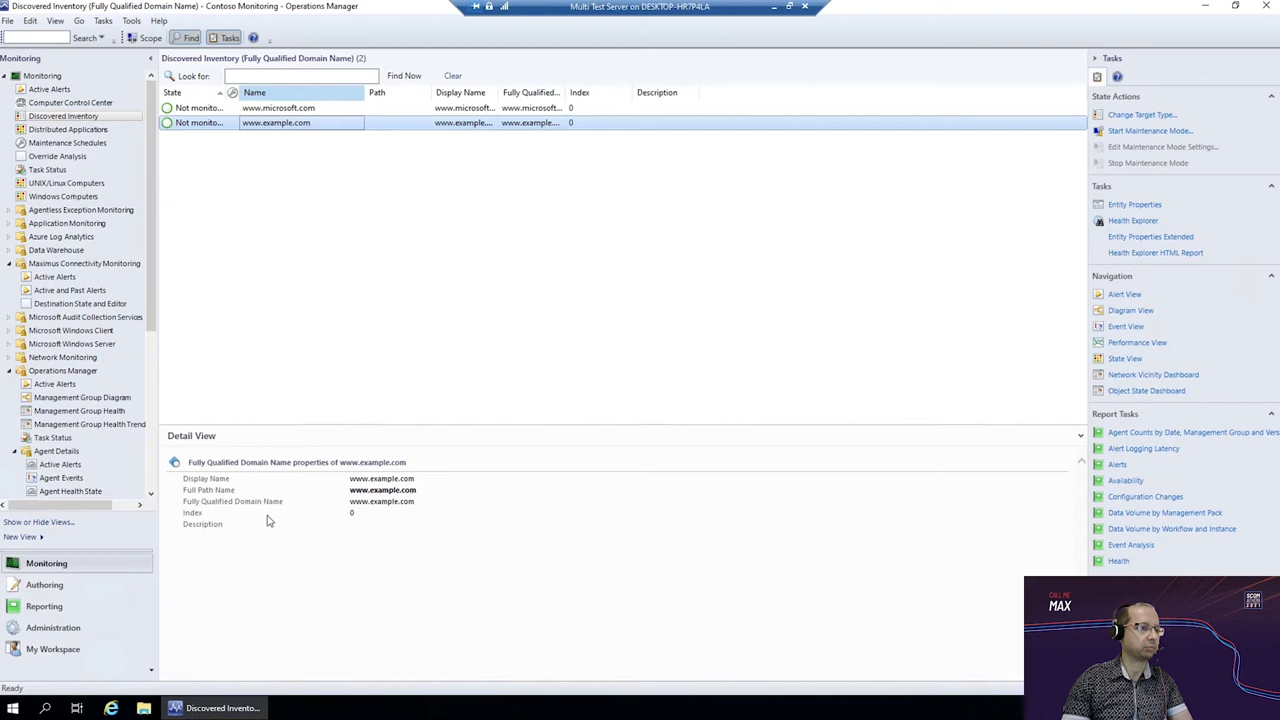 Discovered Inventory (Fully Qualified Domain Name) - Contoso Monitoring - Operations Manager
Multi Test Server on DESKTOP-HR7P4LA
File Edit View Go Tasks Tools Help
Search Scope Find Tasks
Monitoring
Monitoring
Active Alerts
Computer Control Center
Discovered Inventory
Distributed Applications
Maintenance Schedules
Override Analysis
Task Status
UNIX/Linux Computers
Windows Computers
Agentless Exception Monitoring
Application Monitoring
Azure Log Analytics
Data Warehouse
Maximus Connectivity Monitoring
Active Alerts
Active and Past Alerts
Destination State and Editor
Microsoft Audit Collection Services
Microsoft Windows Client
Microsoft Windows Server
Network Monitoring
Operations Manager
Active Alerts
Management Group Diagram
Management Group Health
Management Group Health Trend
Task Status
Agent Details
Active Alerts
Agent Events
Agent Health State
Show or Hide Views...
New View
Monitoring
Authoring
Reporting
Administration
My Workspace
Discovered Inventory (Fully Qualified Domain Name) (2)
Look for: Find Now Clear
State Name Path Display Name Fully Qualified... Index Description
Not monito... www.microsoft.com www.microsoft... www.microsoft... 0
Not monito... www.example.com www.example.... www.example.... 0
Detail View
Fully Qualified Domain Name properties of www.example.com
Display Name www.example.com
Full Path Name www.example.com
Fully Qualified Domain Name www.example.com
Index 0
Description
Tasks
State Actions
Change Target Type...
Start Maintenance Mode...
Edit Maintenance Mode Settings...
Stop Maintenance Mode
Tasks
Entity Properties
Health Explorer
Entity Properties Extended
Health Explorer HTML Report
Navigation
Alert View
Diagram View
Event View
Performance View
State View
Network Vicinity Dashboard
Object State Dashboard
Report Tasks
Agent Counts by Date, Management Group and Vers
Alert Logging Latency
Alerts
Availability
Configuration Changes
Data Volume by Management Pack
Data Volume by Workflow and Instance
Event Analysis
Health
CALL ME
MAX
Ready
Discovered Invento...